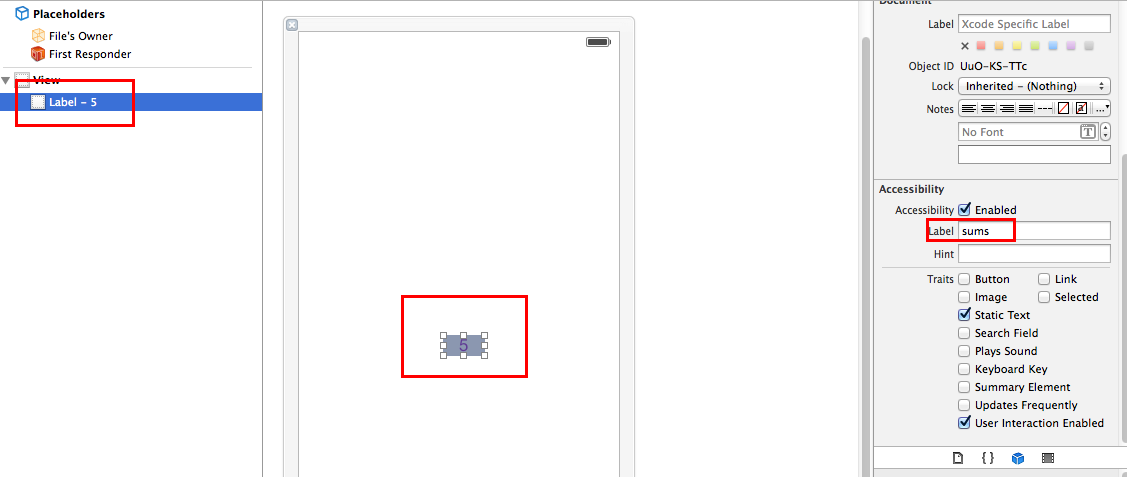 Placeholders
File's Owner
First Responder
View
Label - 5
5
Document
Label Xcode Specific Label
Object ID UuO-KS-TTc
Lock Inherited - (Nothing)
Notes
No Font T
Accessibility
Accessibility Enabled
Label sums
Hint
Traits Button Link
Image Selected
Static Text
Search Field
Plays Sound
Keyboard Key
Summary Element
Updates Frequently
User Interaction Enabled